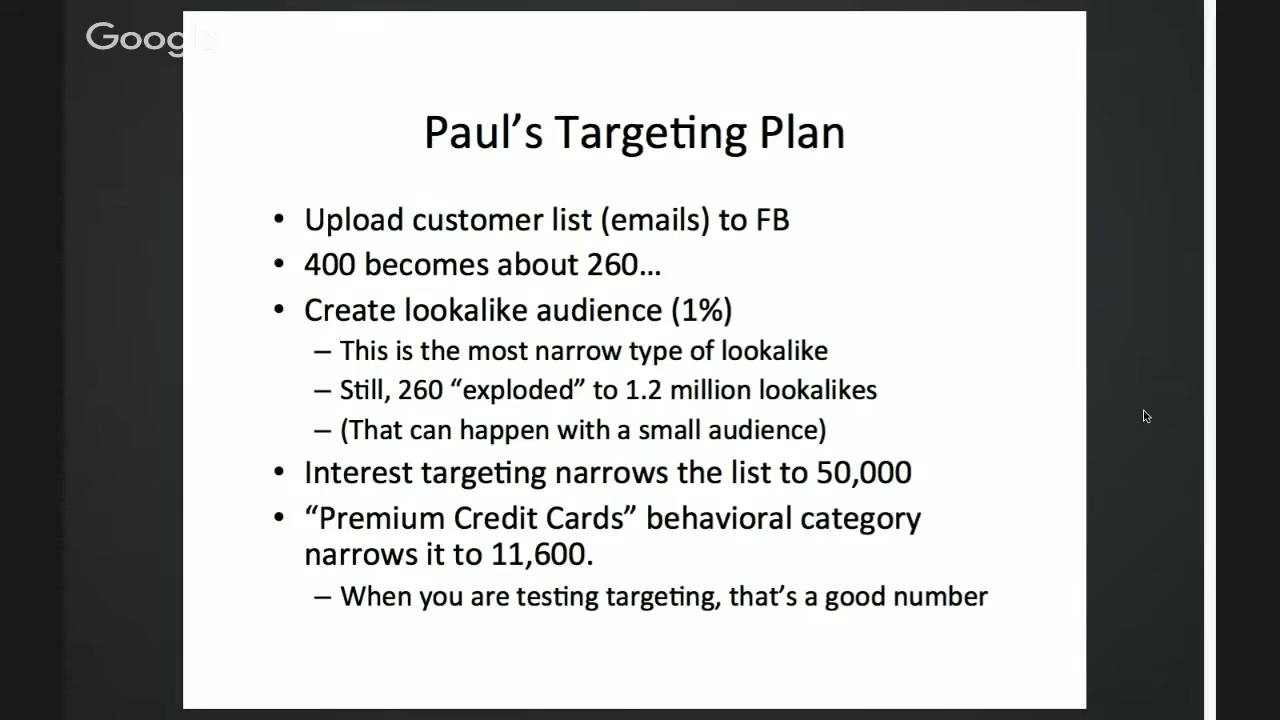 Google
Paul's Targeting Plan
• Upload customer list (emails) to FB
• 400 becomes about 260...
• Create lookalike audience (1%)
– This is the most narrow type of lookalike
– Still, 260 “exploded” to 1.2 million lookalikes
– (That can happen with a small audience)
• Interest targeting narrows the list to 50,000
• “Premium Credit Cards” behavioral category
narrows it to 11,600.
– When you are testing targeting, that’s a good number